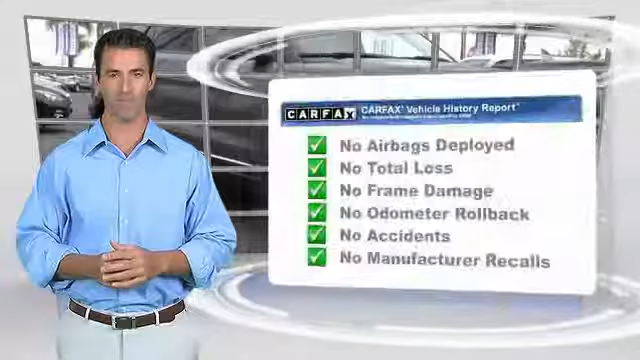 CARFAX CARFAX Vehicle History Report
No Airbags Deployed
No Total Loss
No Frame Damage
No Odometer Rollback
No Accidents
No Manufacturer Recalls